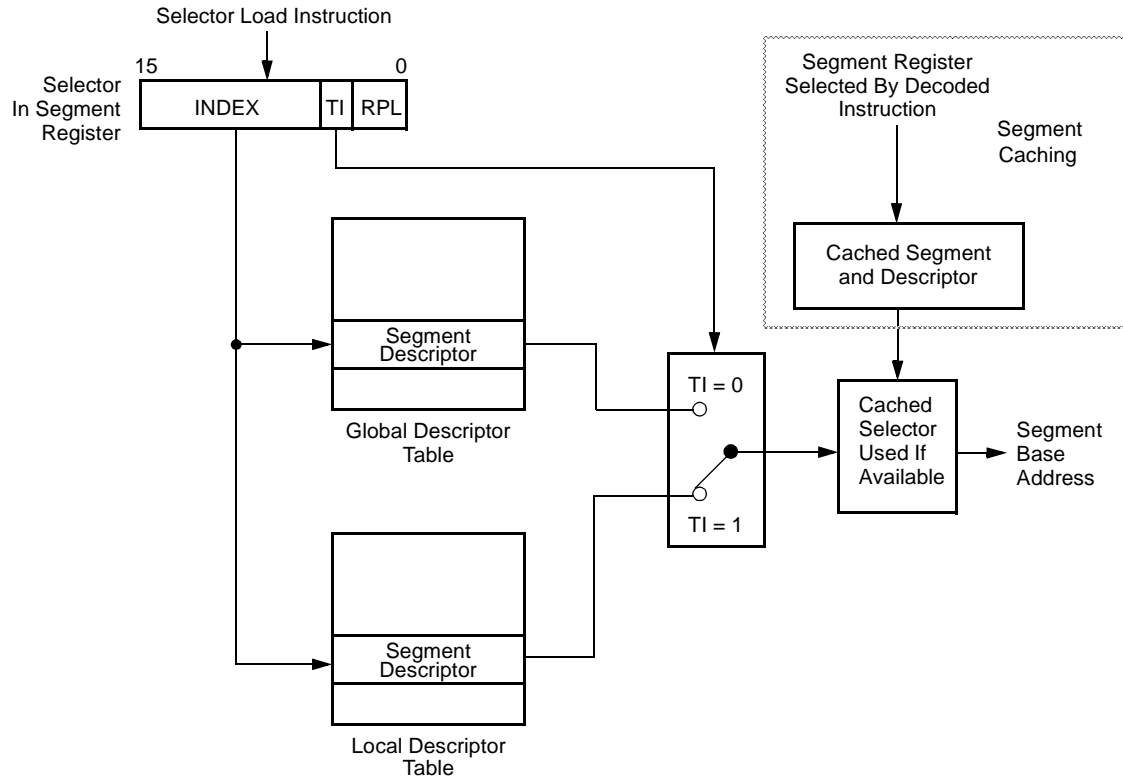 Selector Load Instruction
15
0
Selector
In Segment
Register
INDEX
TI
RPL
Segment Register
Selected By Decoded
Instruction
Segment
Caching
Cached Segment
and Descriptor
Segment
Descriptor
Global Descriptor
Table
TI = 0
TI = 1
Cached
Selector
Used If
Available
Segment
Base
Address
Segment
Descriptor
Local Descriptor
Table